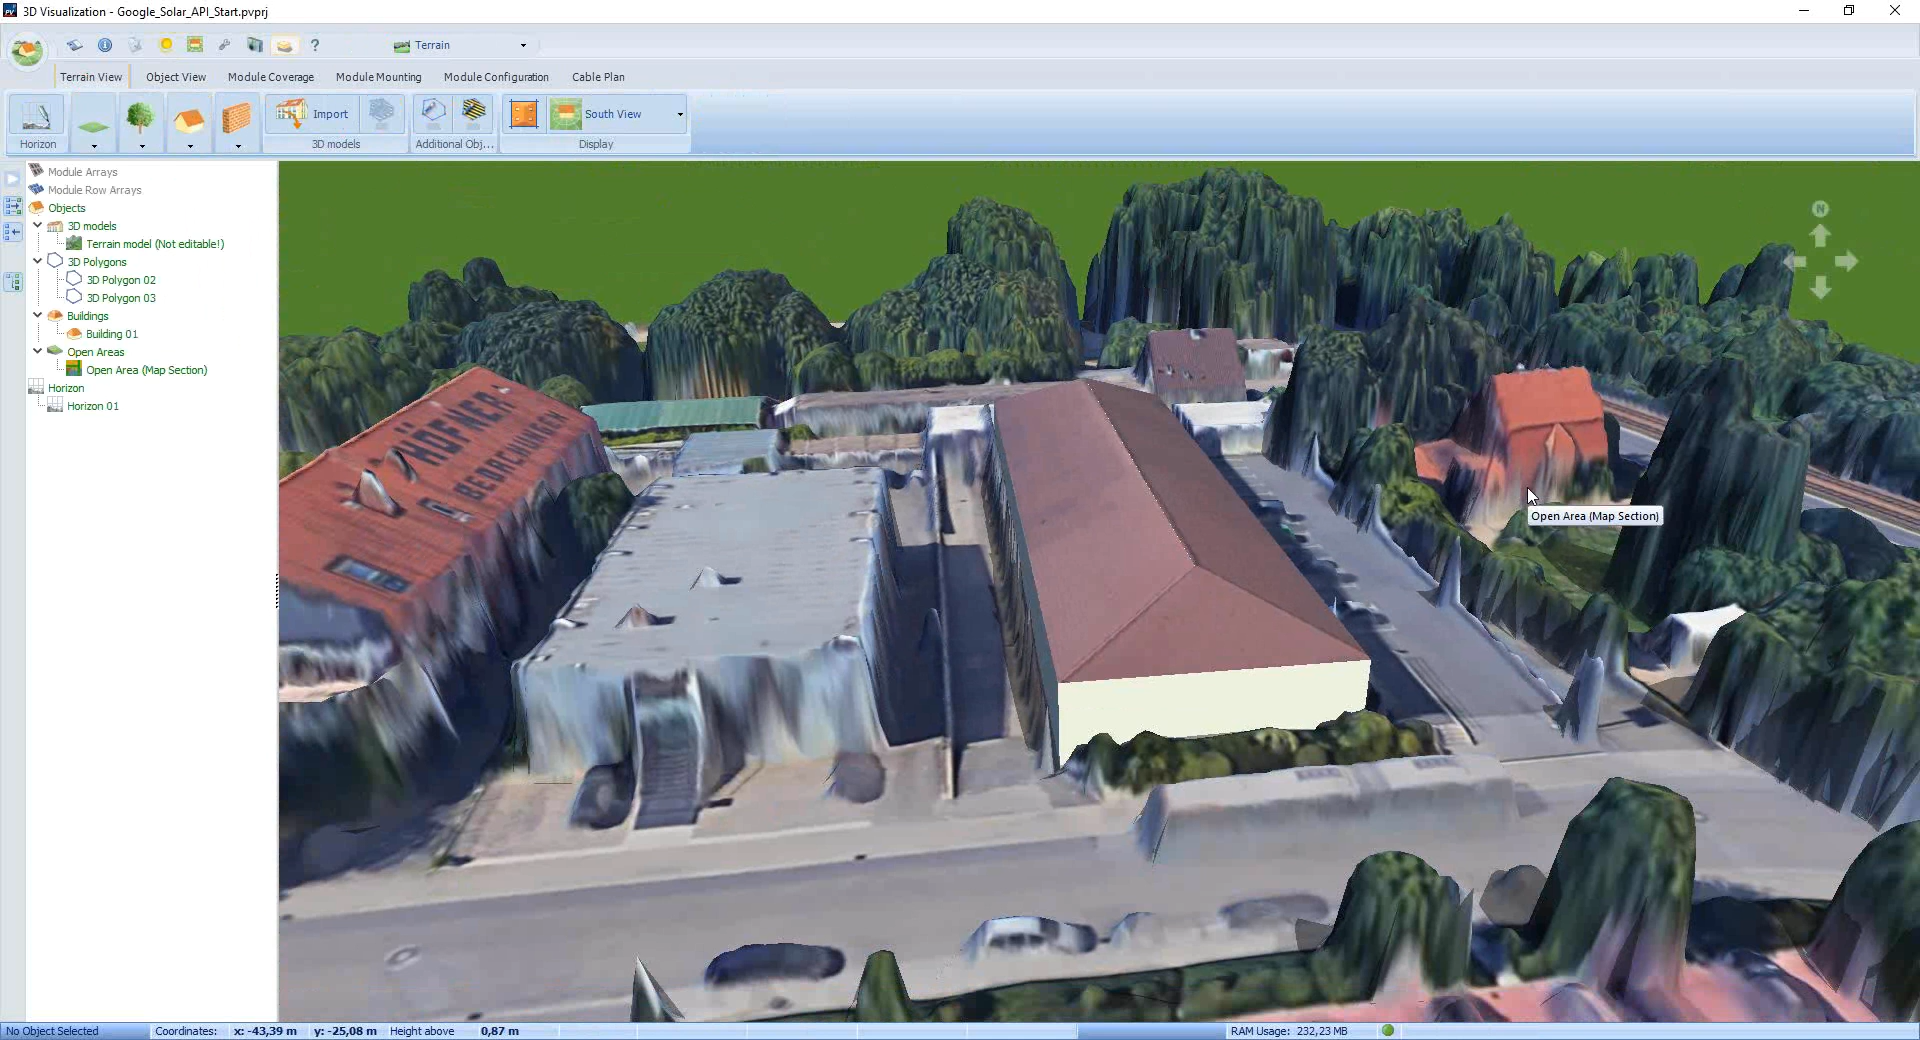 3D Visualization - Google_Solar_API_Start.pvprj
Terrain
Terrain View
Object View
Module Coverage
Module Mounting
Module Configuration
Cable Plan
Import
South View
Horizon
3D models
Additional Obj...
Display
Module Arrays
Module Row Arrays
Objects
3D models
Terrain model (Not editable!)
3D Polygons
3D Polygon 02
3D Polygon 03
Buildings
Building 01
Open Areas
Open Area (Map Section)
Horizon
Horizon 01
N
HÖFNER
BEDACHUNGEN
Open Area (Map Section)
No Object Selected
Coordinates: x: -43,39 m y: -25,08 m Height above 0,87 m
RAM Usage: 232,23 MB